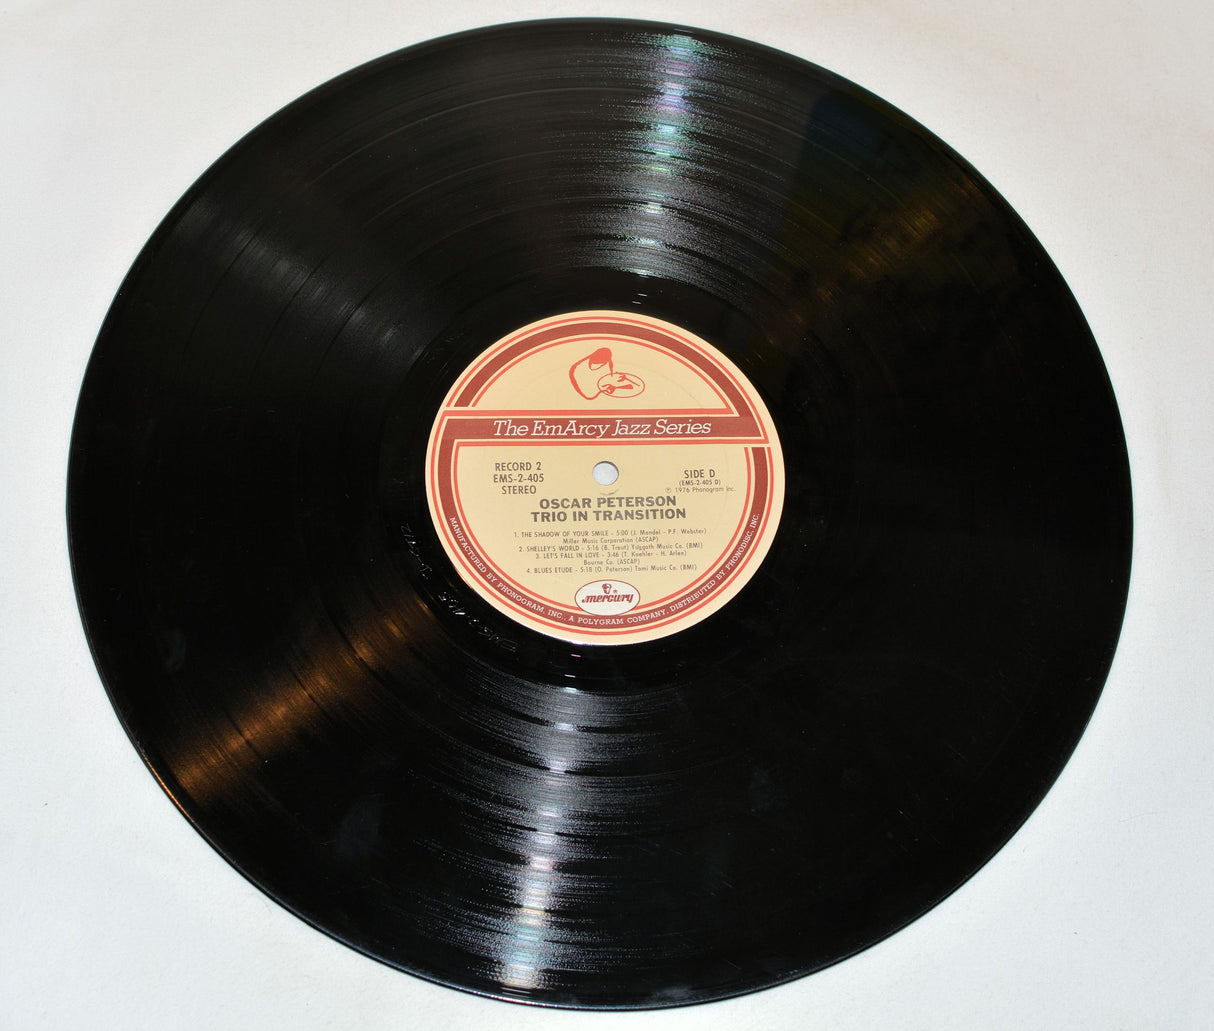 The EmArcy Jazz Series
RECORD 2
EMS-2-405
STEREO
SIDE D
(EMS-2-405 D)
℗ 1976 Phonogram Inc.
OSCAR PETERSON
TRIO IN TRANSITION
1. THE SHADOW OF YOUR SMILE - 5:00 (J. Mandel - P.F. Webster)
Miller Music Corporation (ASCAP)
2. SHELLEY'S WORLD - 5:16 (B. Traut) Yuggoth Music Co. (BMI)
3. LET'S FALL IN LOVE - 3:46 (T. Koehler - H. Arlen)
Bourne Co. (ASCAP)
4. BLUES ETUDE - 5:18 (O. Peterson) Tomi Music Co. (BMI)
mercury
MANUFACTURED BY PHONOGRAM, INC., A POLYGRAM COMPANY, DISTRIBUTED BY PHONODISC, INC.